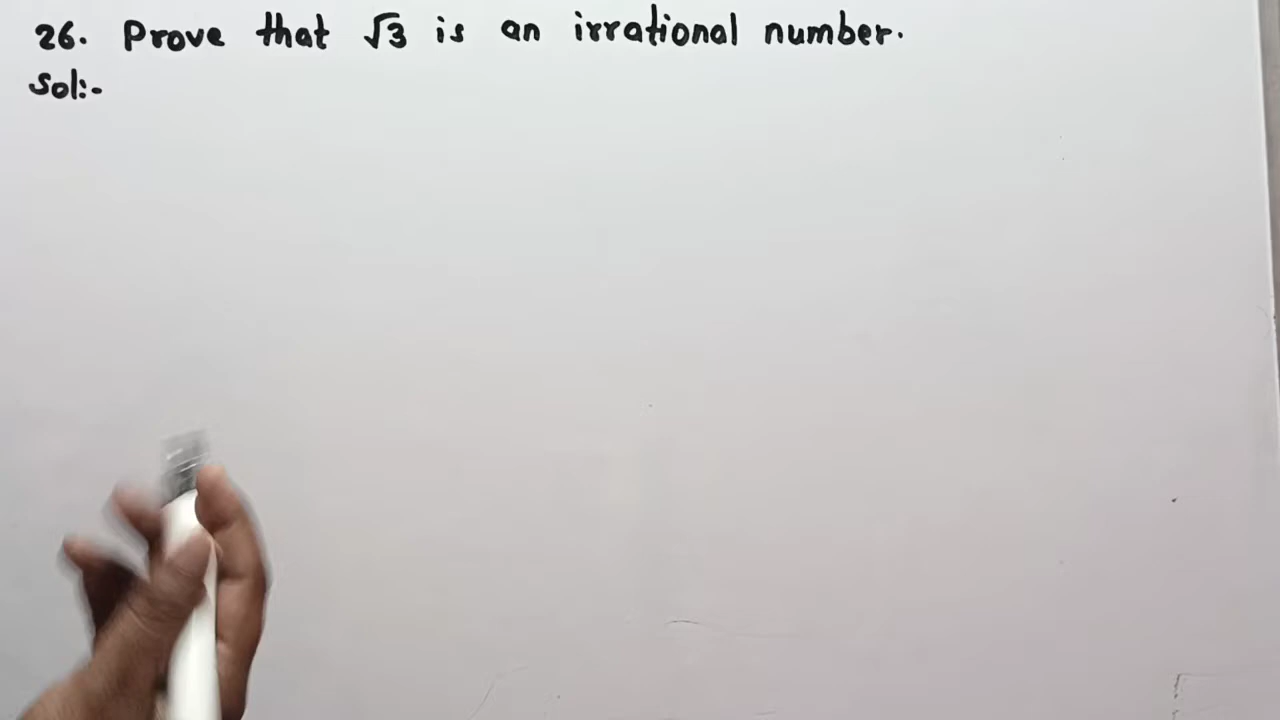 26. Prove that √3 is an irrational number.
Sol:-